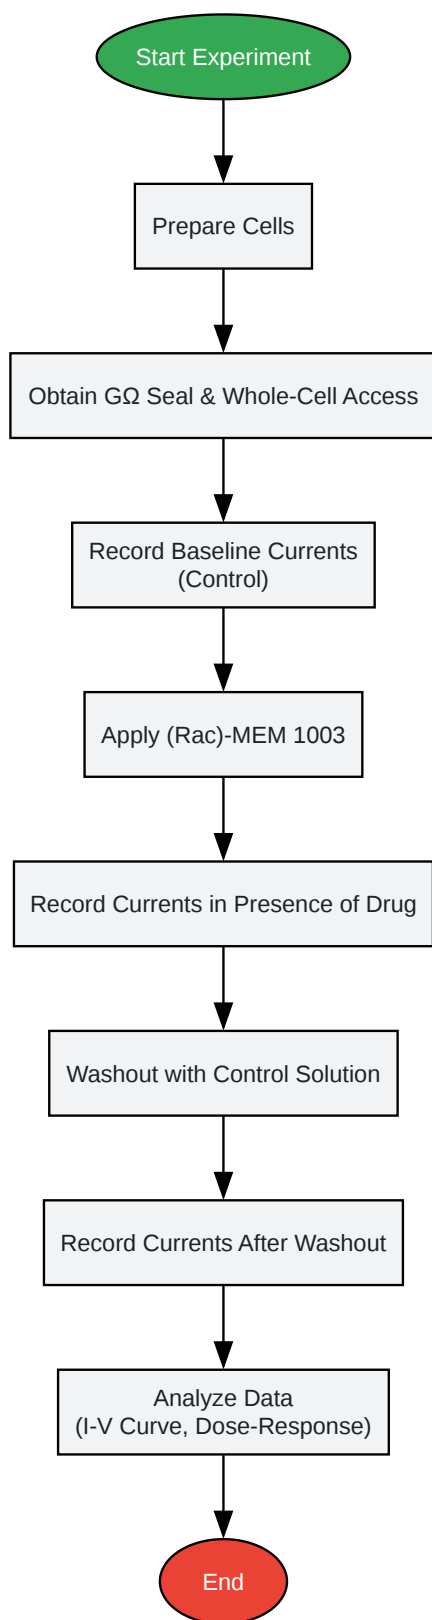 Start Experiment
Prepare Cells
Obtain GΩ Seal & Whole-Cell Access
Record Baseline Currents
(Control)
Apply (Rac)-MEM 1003
Record Currents in Presence of Drug
Washout with Control Solution
Record Currents After Washout
Analyze Data
(I-V Curve, Dose-Response)
End